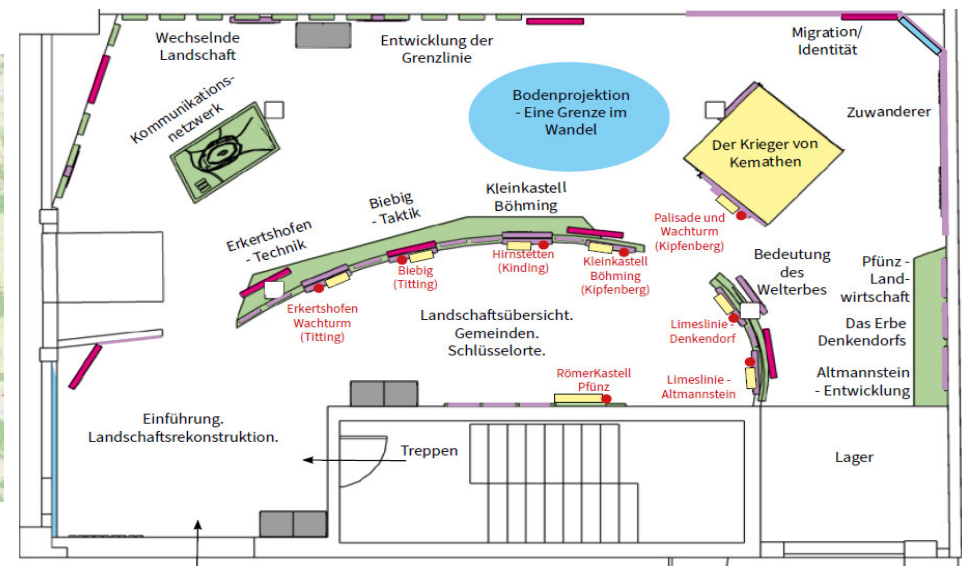 Wechselnde
Landschaft
Entwicklung der
Grenzlinie
Migration/
Identität
Kommunikations-
netzwerk
Bodenprojektion
- Eine Grenze im
Wandel
Zuwanderer
Der Krieger von
Kemathen
Erkertshofen
- Technik
Biebig
- Taktik
Kleinkastell
Böhming
Palisade und
Wachturm
(Kipfenberg)
Erkertshofen
Wachturm
(Titting)
Biebig
(Titting)
Hirnstetten
(Kinding)
Kleinkastell
Böhming
(Kipfenberg)
Bedeutung
des
Welterbes
Pfünz -
Land-
wirtschaft
Das Erbe
Denkendorfs
Altmannstein
- Entwicklung
Landschaftsübersicht.
Gemeinden.
Schlüsselorte.
Limeslinie -
Denkendorf
Limeslinie -
Altmannstein
RömerKastell
Pfünz
Einführung.
Landschaftsrekonstruktion.
Treppen
Lager